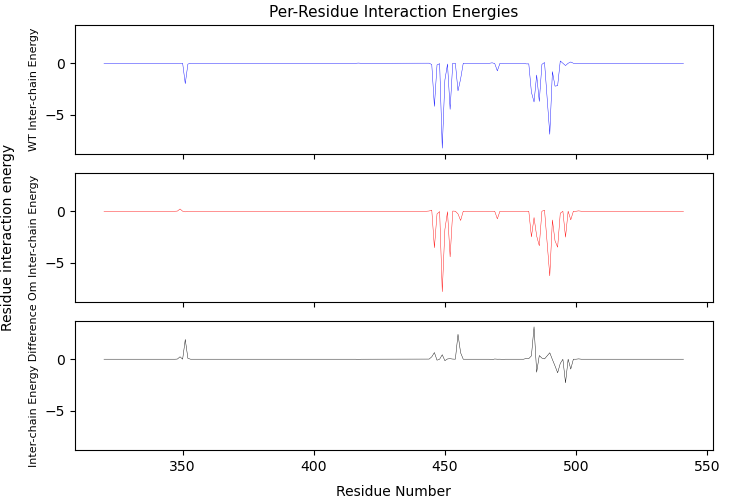 Per-Residue Interaction Energies
WT Inter-chain Energy
0
−5
Residue interaction energy
Om Inter-chain Energy
0
−5
Inter-chain Energy Difference
0
−5
350
400
450
500
550
Residue Number